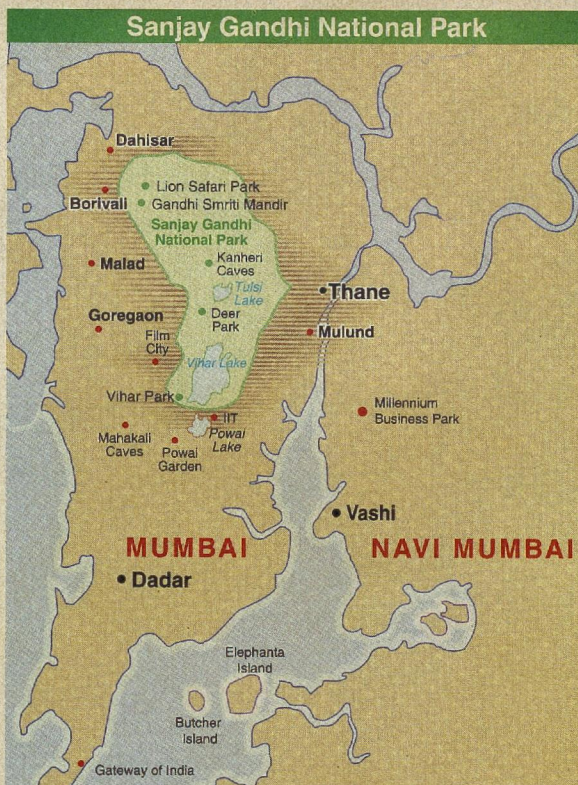 Sanjay Gandhi National Park
Dahisar
Lion Safari Park
Borivali
Gandhi Smriti Mandir
Sanjay Gandhi
National Park
Malad
Kanheri
Caves
Tulsi
Lake
Thane
Goregaon
Deer
Park
Film
City
Mulund
Vihar Lake
Vihar Park
Millennium
Business Park
IIT
Mahakali
Caves
Powai
Lake
Powai
Garden
Vashi
MUMBAI
NAVI MUMBAI
Dadar
Elephanta
Island
Butcher
Island
Gateway of India